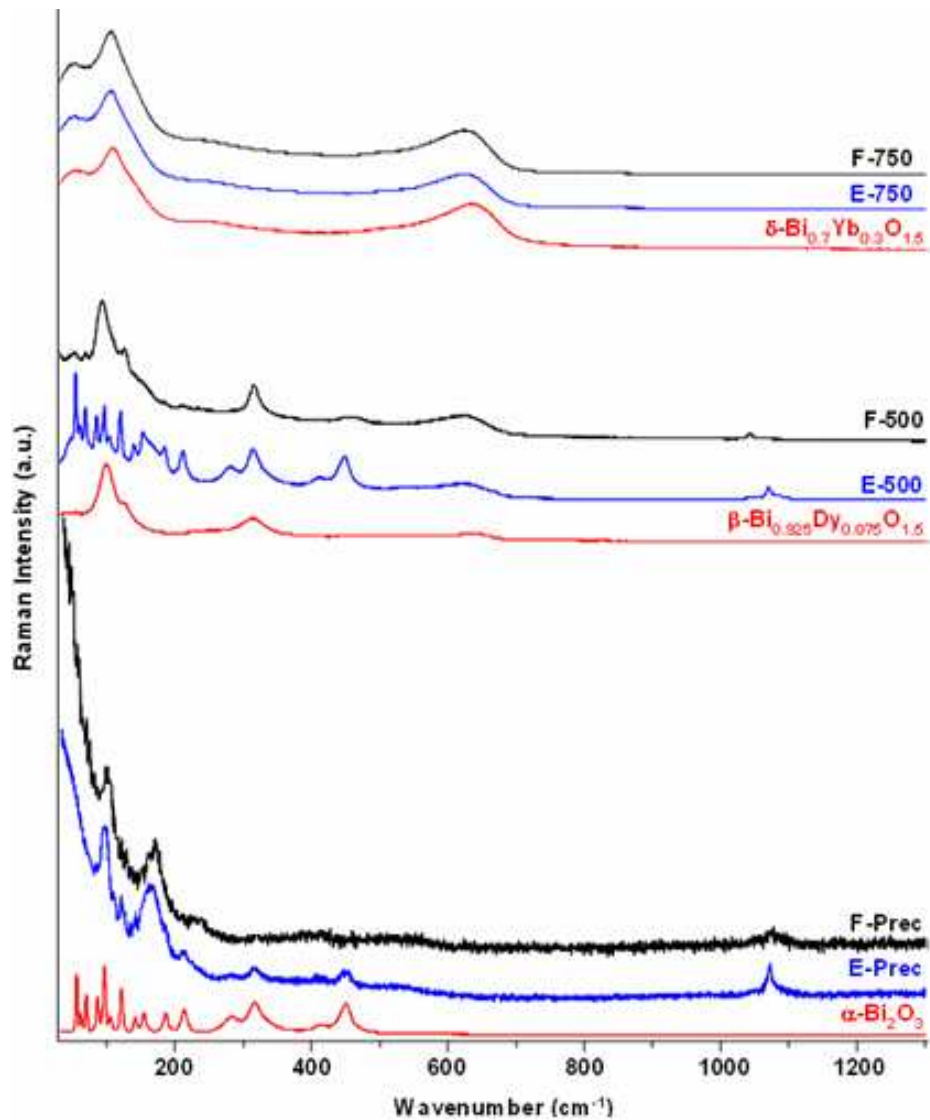 F-750
E-750
δ-Bi₀.₇Yb₀.₃O₁.₅
F-500
E-500
β-Bi₀.₉₂₅Dy₀.₀₇₅O₁.₅
Raman Intensity (a.u.)
F-Prec
E-Prec
α-Bi₂O₃
200 400 600 800 1000 1200
Wavenumber (cm⁻¹)